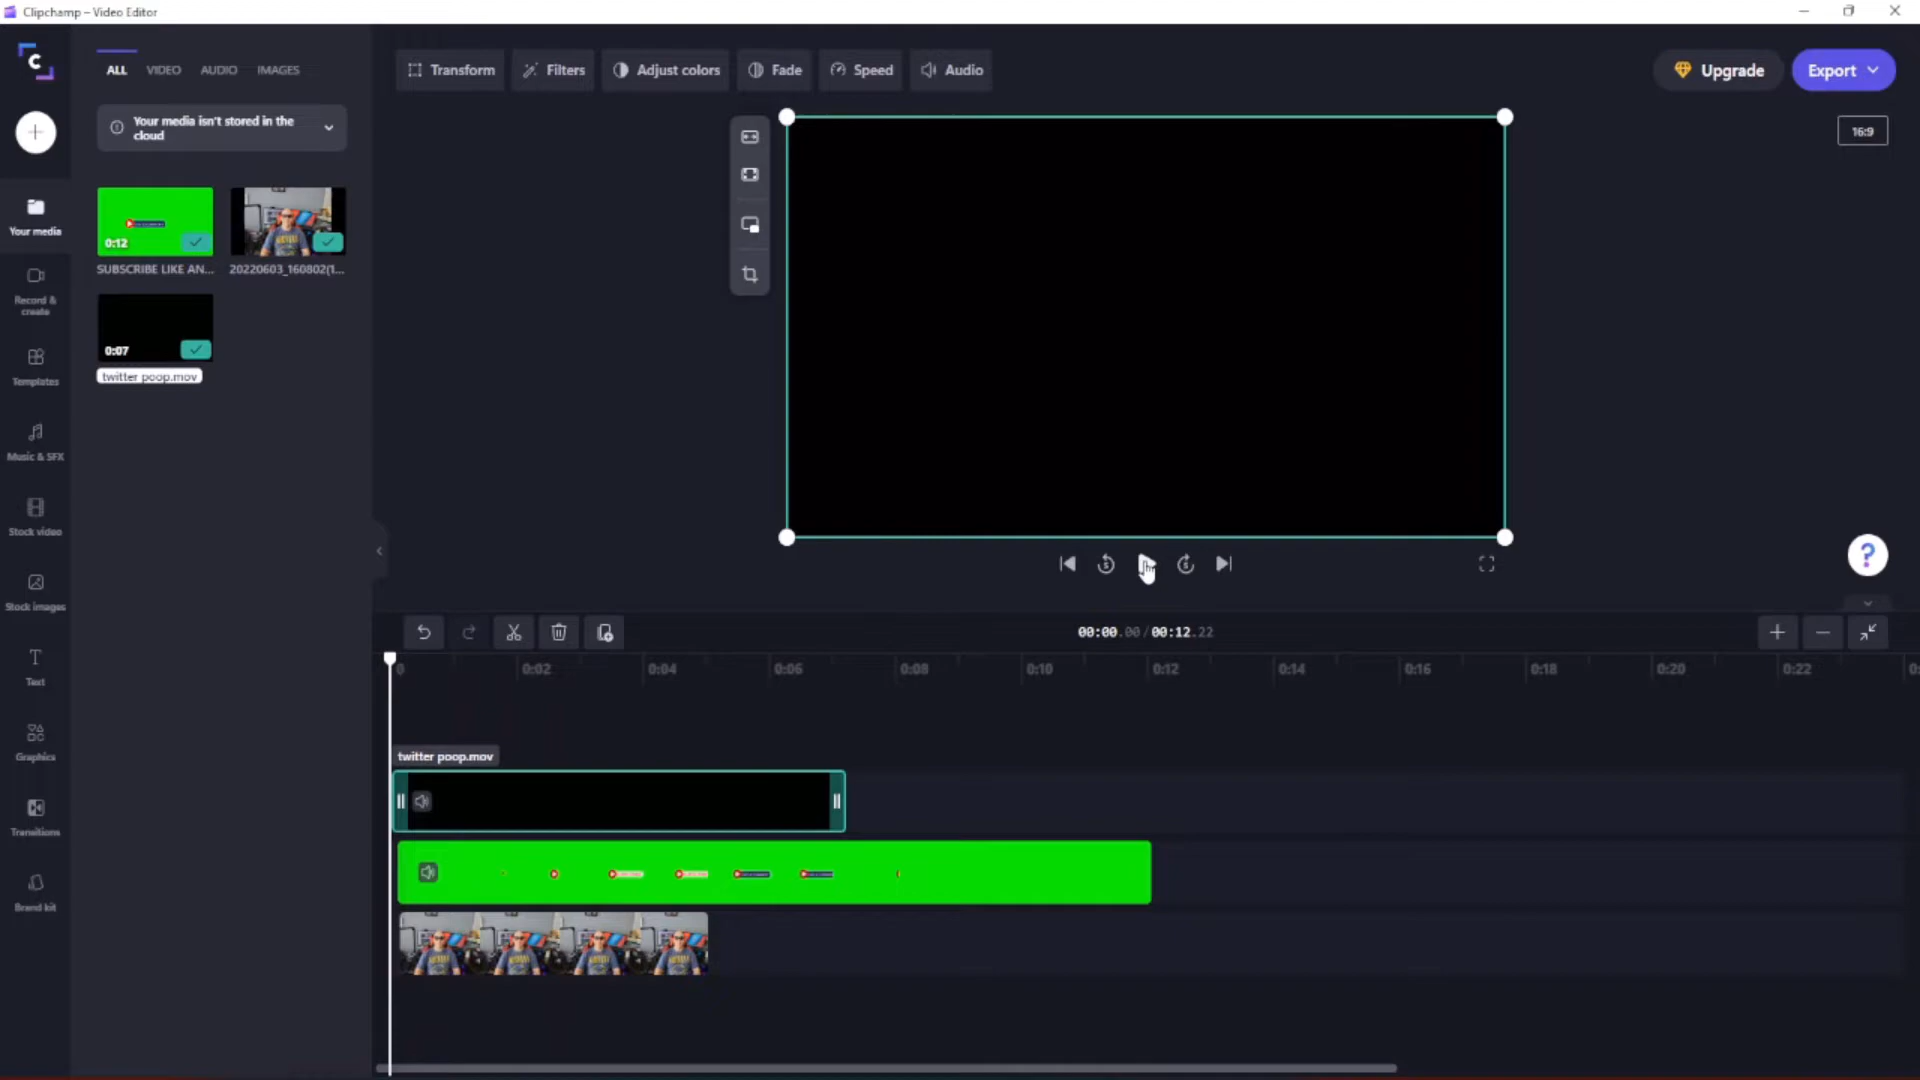 Clipchamp – Video Editor
ALL VIDEO AUDIO IMAGES
Transform Filters Adjust colors Fade Speed Audio
Upgrade
Export
Your media isn't stored in the
cloud
16:9
0:12
SUBSCRIBE LIKE AN... 20220603_160802(1...
0:07
twitter poop.mov
Your media
Record &
create
Templates
Music & SFX
Stock video
Stock images
Text
Graphics
Transitions
Brand kit
5 5
?
00:00.00/00:12.22
0 0:02 0:04 0:06 0:08 0:10 0:12 0:14 0:16 0:18 0:20 0:22
twitter poop.mov